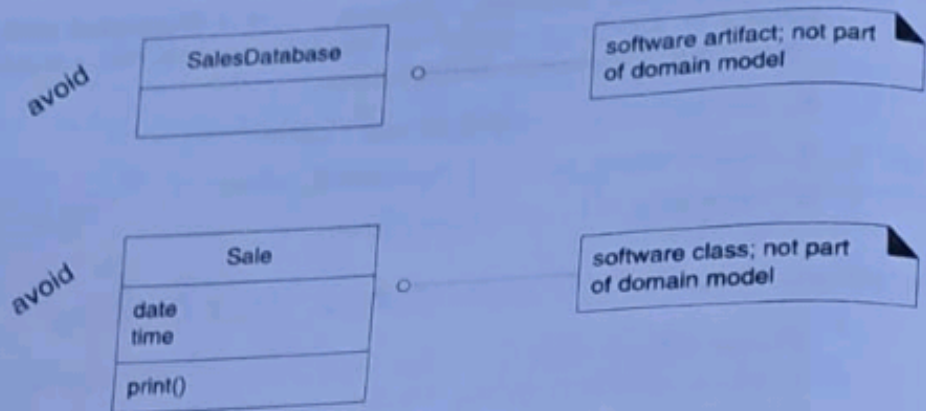 avoid
SalesDatabase
software artifact; not part
of domain model
avoid
Sale
date
time
print()
software class; not part
of domain model